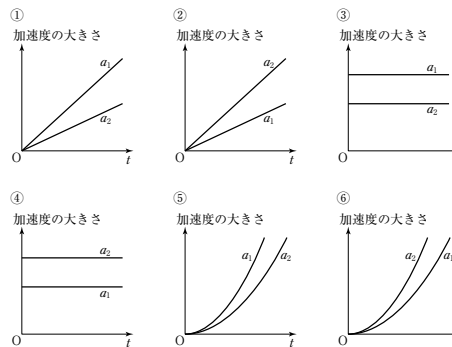 ① ② ③
加速度の大きさ 加速度の大きさ 加速度の大きさ
a₁ a₂ a₁
a₂ a₁ a₂
O t O t O
④ ⑤ ⑥
加速度の大きさ 加速度の大きさ 加速度の大きさ
a₂ a₁ a₂ a₂ a₁
a₁
O t O t O